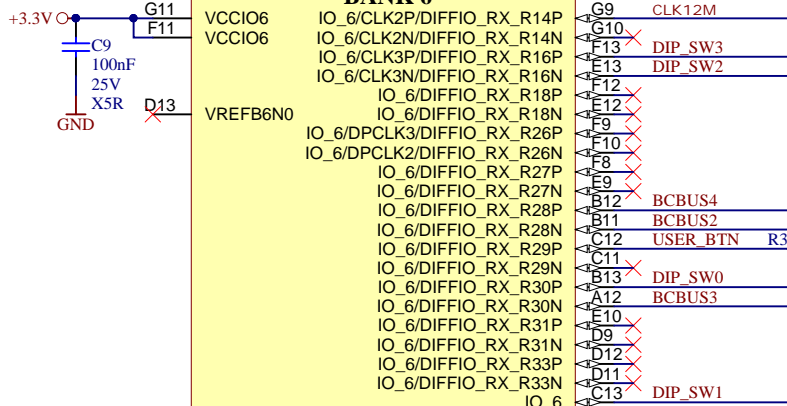 BANK 6
+3.3V
G11 VCCIO6 IO_6/CLK2P/DIFFIO_RX_R14P G9 CLK12M
F11 VCCIO6 IO_6/CLK2N/DIFFIO_RX_R14N G10
IO_6/CLK3P/DIFFIO_RX_R16P F13 DIP_SW3
IO_6/CLK3N/DIFFIO_RX_R16N E13 DIP_SW2
C9
100nF
25V
X5R
GND
IO_6/DIFFIO_RX_R18P F12
D13 VREFB6N0 IO_6/DIFFIO_RX_R18N E12
IO_6/DPCLK3/DIFFIO_RX_R26P F9
IO_6/DPCLK2/DIFFIO_RX_R26N F10
IO_6/DIFFIO_RX_R27P F8
IO_6/DIFFIO_RX_R27N E9
IO_6/DIFFIO_RX_R28P B12 BCBUS4
IO_6/DIFFIO_RX_R28N B11 BCBUS2
IO_6/DIFFIO_RX_R29P C12 USER_BTN R3
IO_6/DIFFIO_RX_R29N C11
IO_6/DIFFIO_RX_R30P B13 DIP_SW0
IO_6/DIFFIO_RX_R30N A12 BCBUS3
IO_6/DIFFIO_RX_R31P E10
IO_6/DIFFIO_RX_R31N D9
IO_6/DIFFIO_RX_R33P D12
IO_6/DIFFIO_RX_R33N D11
IO_6 C13 DIP_SW1